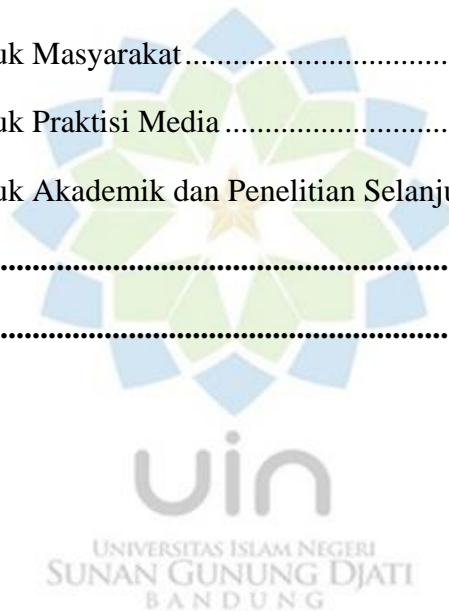 uk Masyarakat..................................
uk Praktisi Media.............................
uk Akademik dan Penelitian Selanju
........................................................
........................................................
uin
UNIVERSITAS ISLAM NEGERI
SUNAN GUNUNG DJATI
BANDUNG